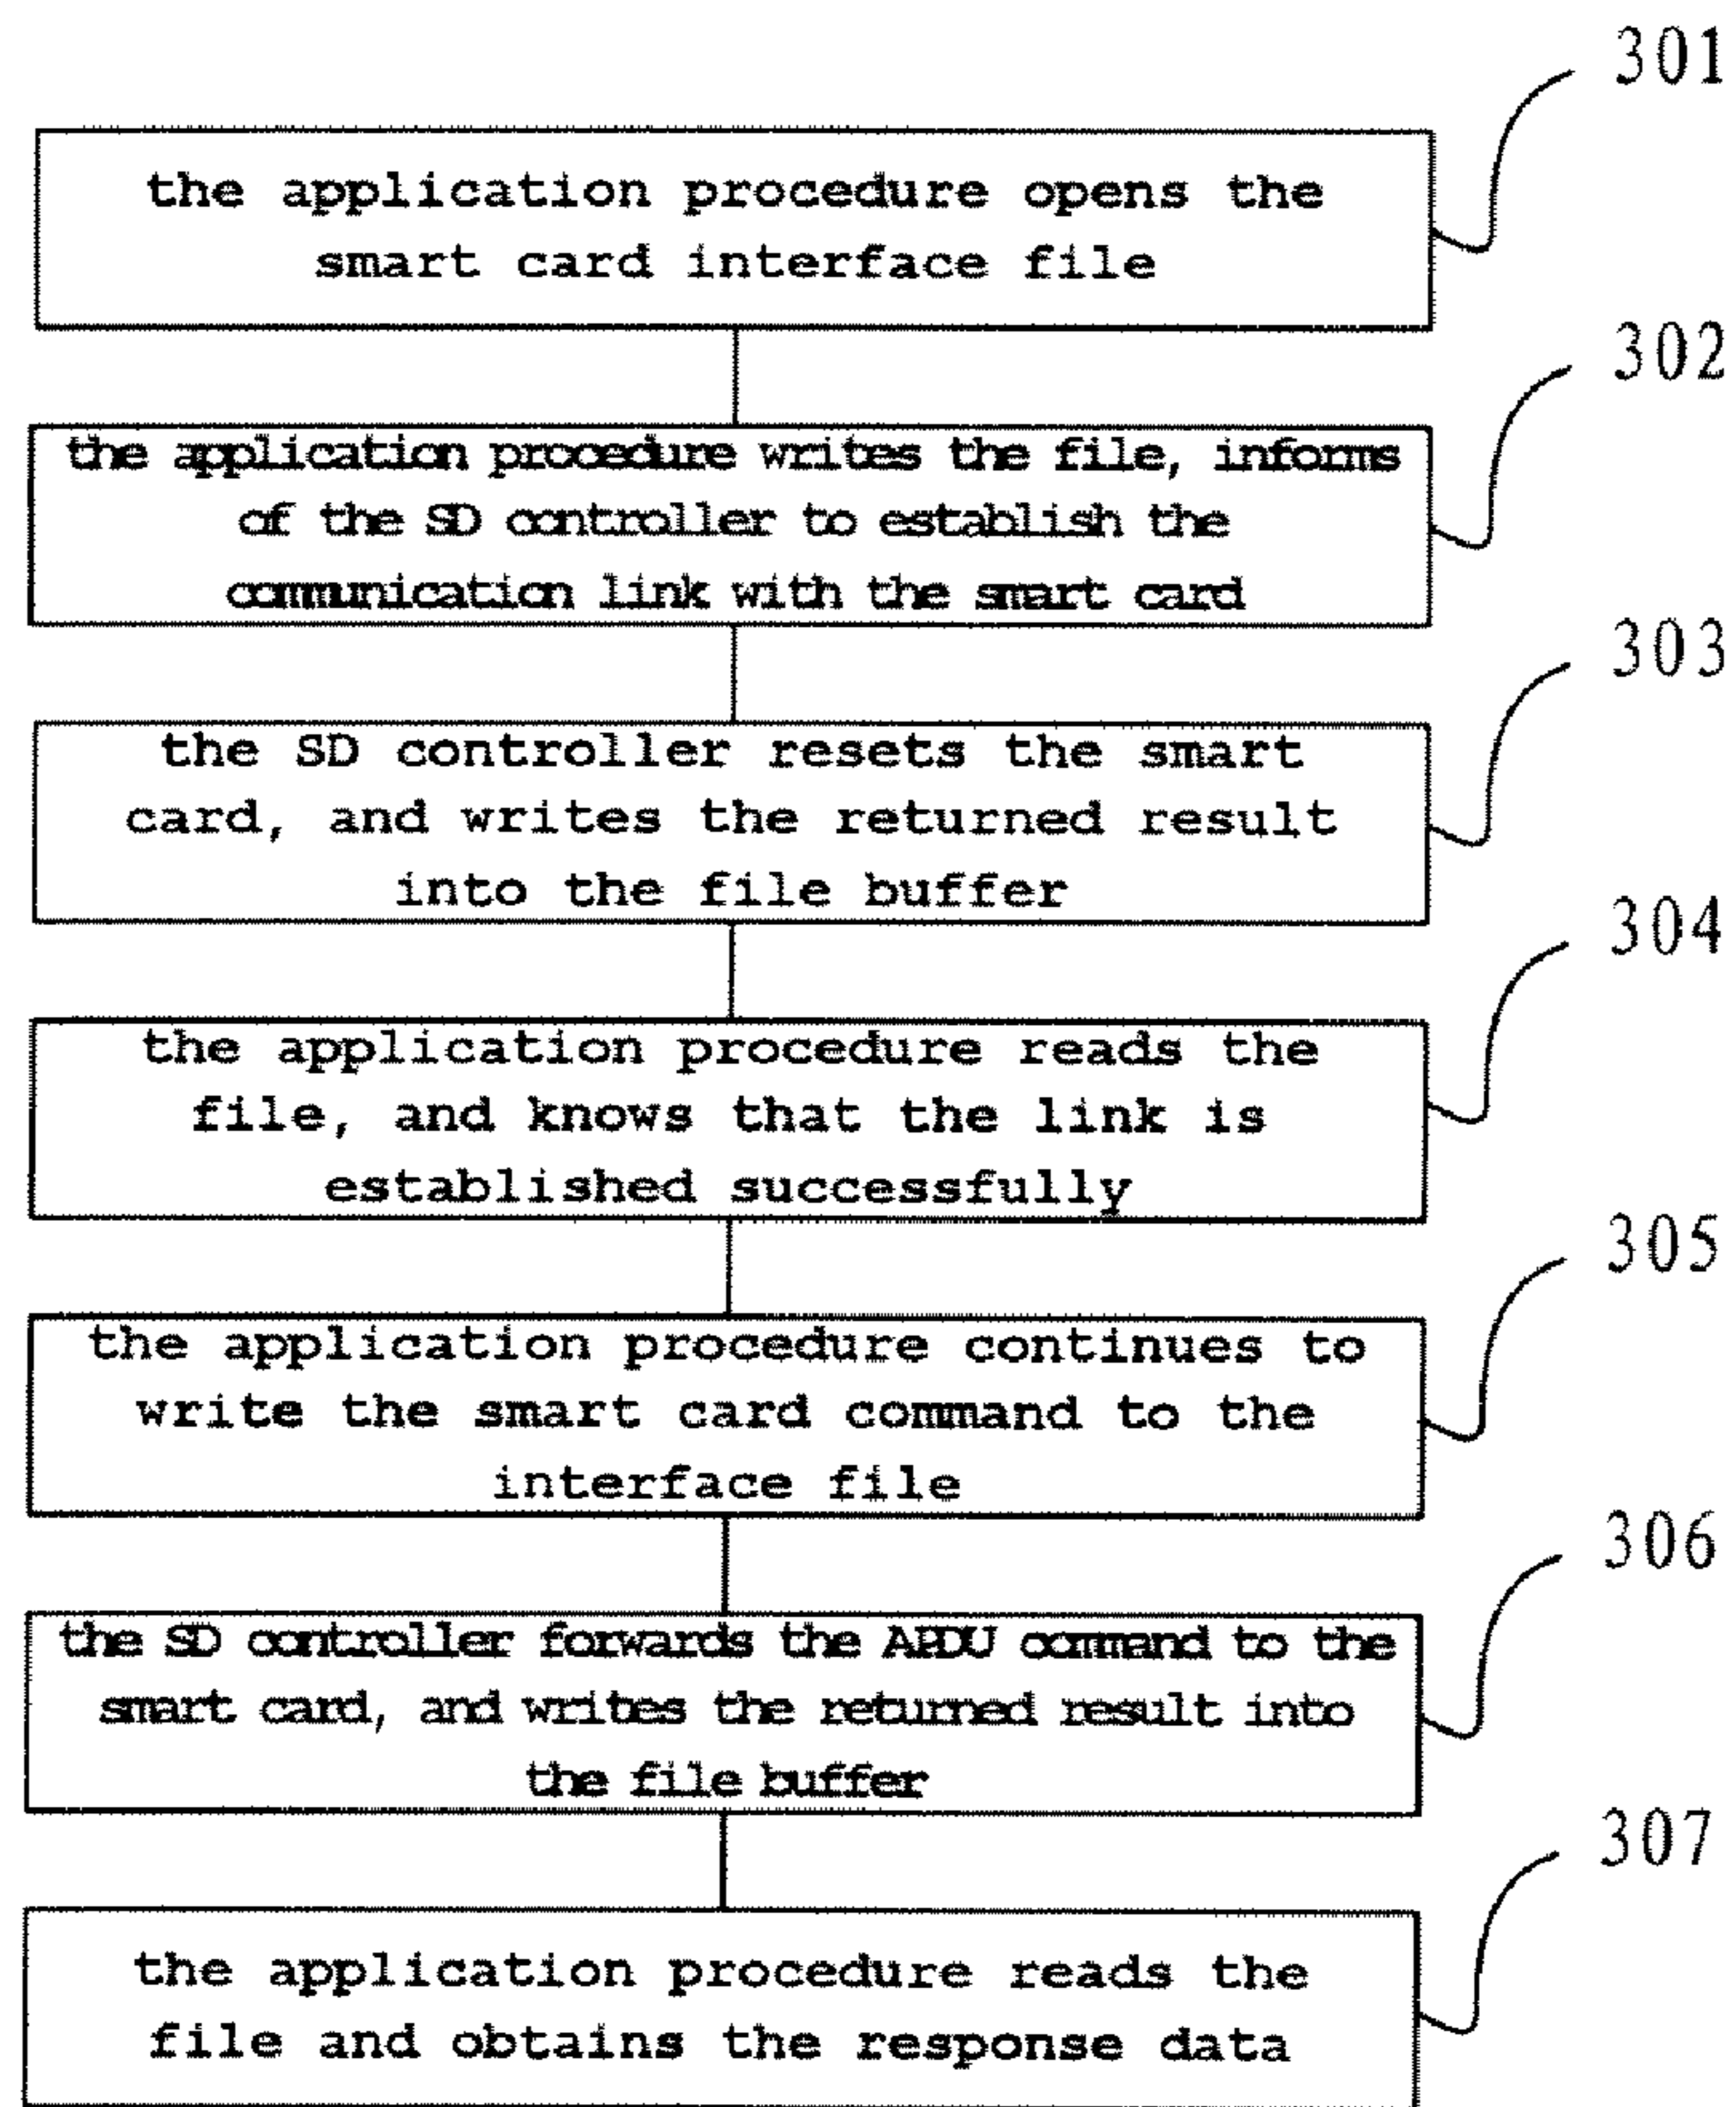 301
the application procedure opens the
smart card interface file
302
the application procedure writes the file, informs
of the SD controller to establish the
communication link with the smart card
303
the SD controller resets the smart
card, and writes the returned result
into the file buffer
304
the application procedure reads the
file, and knows that the link is
established successfully
305
the application procedure continues to
write the smart card command to the
interface file
306
the SD controller forwards the APDU command to the
smart card, and writes the returned result into
the file buffer
307
the application procedure reads the
file and obtains the response data